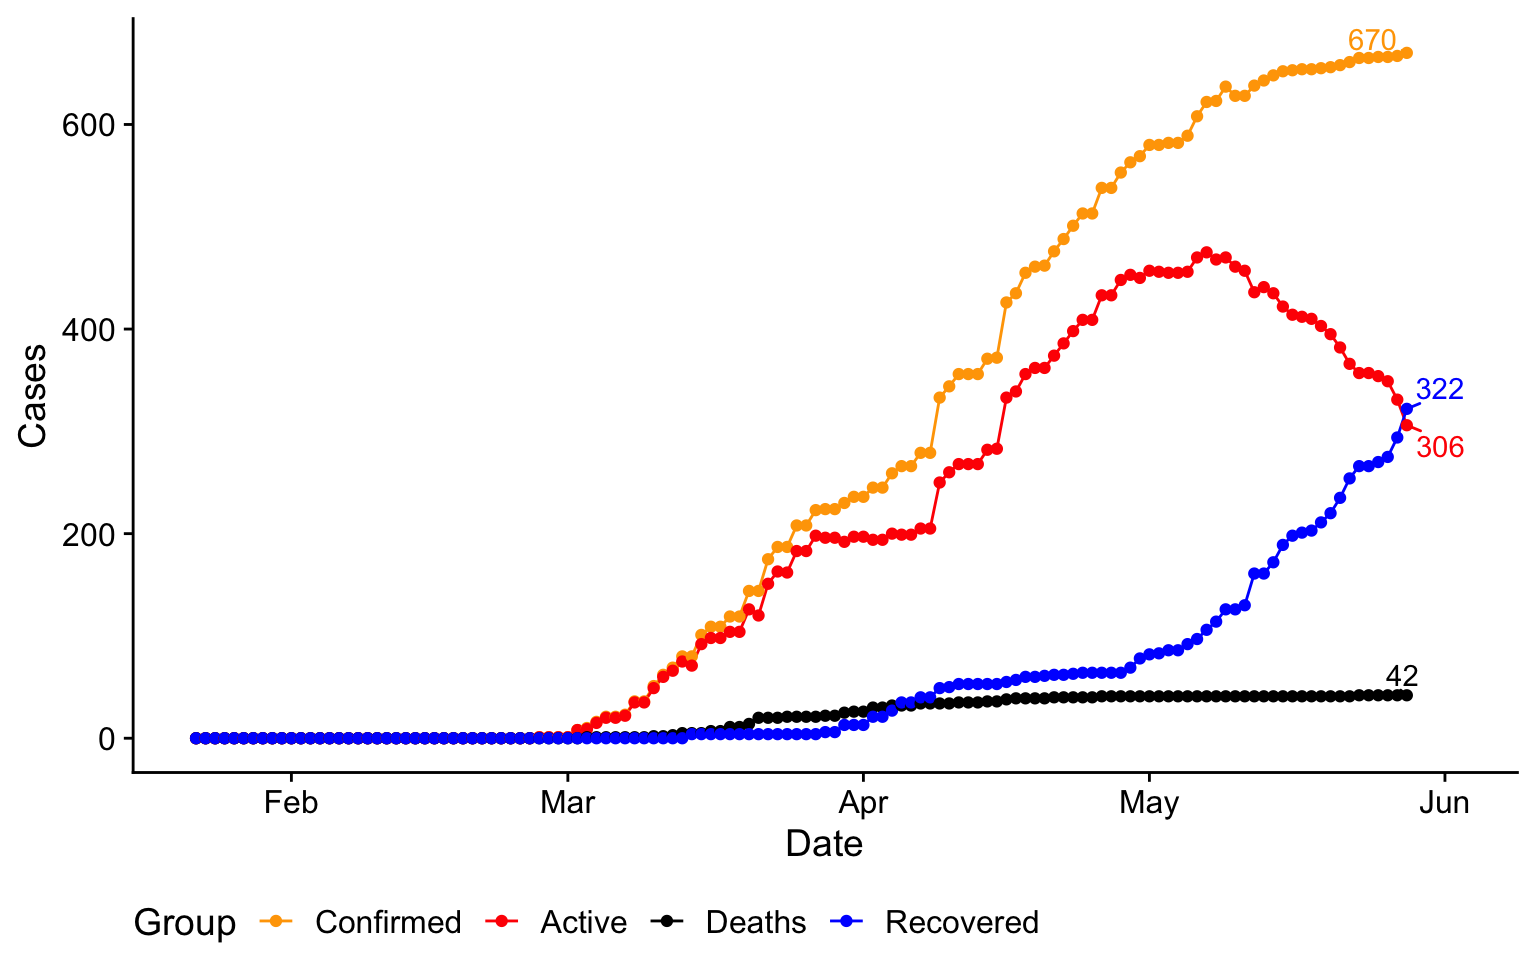 670
600
Cases
400
322
306
200
42
0
Feb Mar Apr May Jun
Date
Group Confirmed Active Deaths Recovered